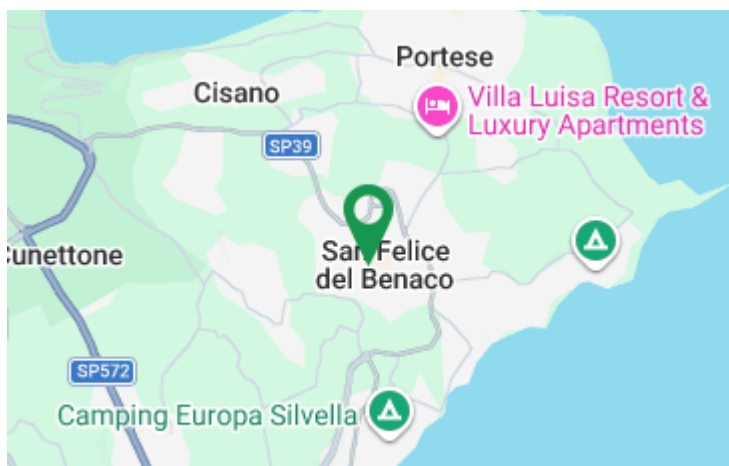 Portese
Cisano
Villa Luisa Resort &
Luxury Apartments
SP39
San Felice
del Benaco
Cunettone
SP572
Camping Europa Silvella